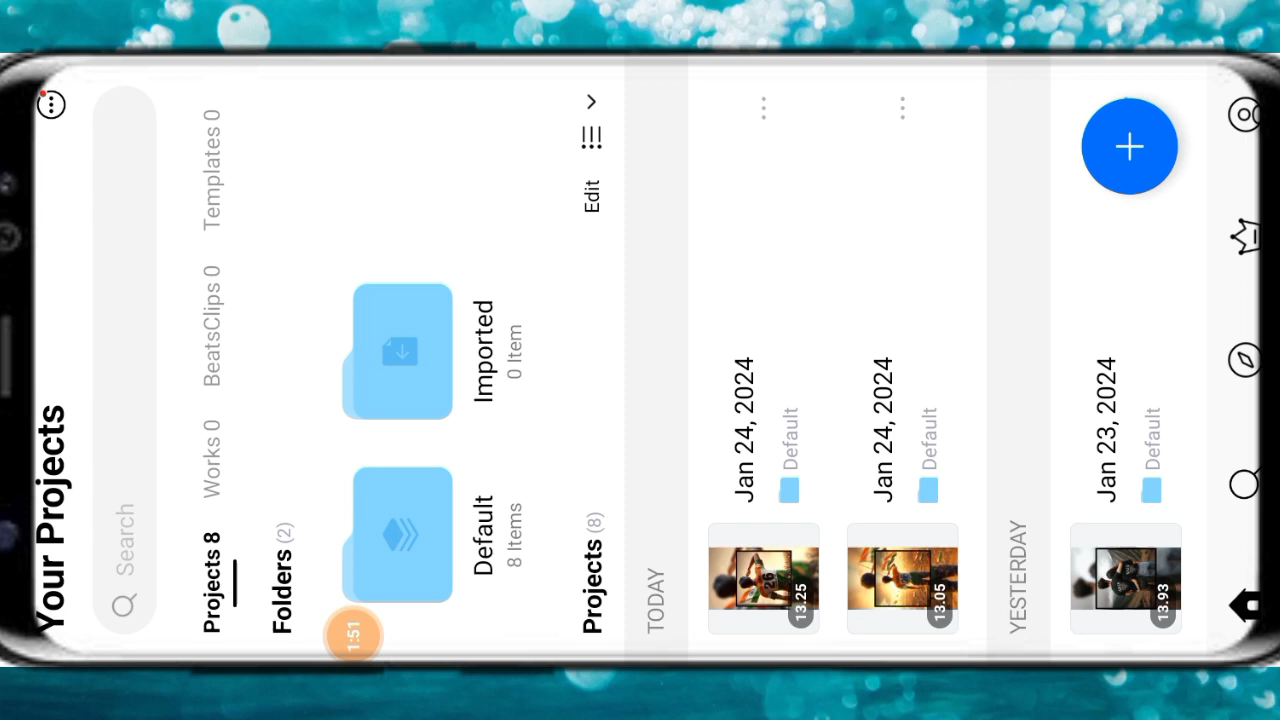 Your Projects
Search
Projects 8 Works 0 BeatsClips 0 Templates 0
Folders (2)
1:51
Default Imported
8 Items 0 Item
Projects (8) Edit
TODAY
Jan 24, 2024
Default
26
13.25
Jan 24, 2024
Default
13.05
YESTERDAY
Jan 23, 2024
Default
13.93